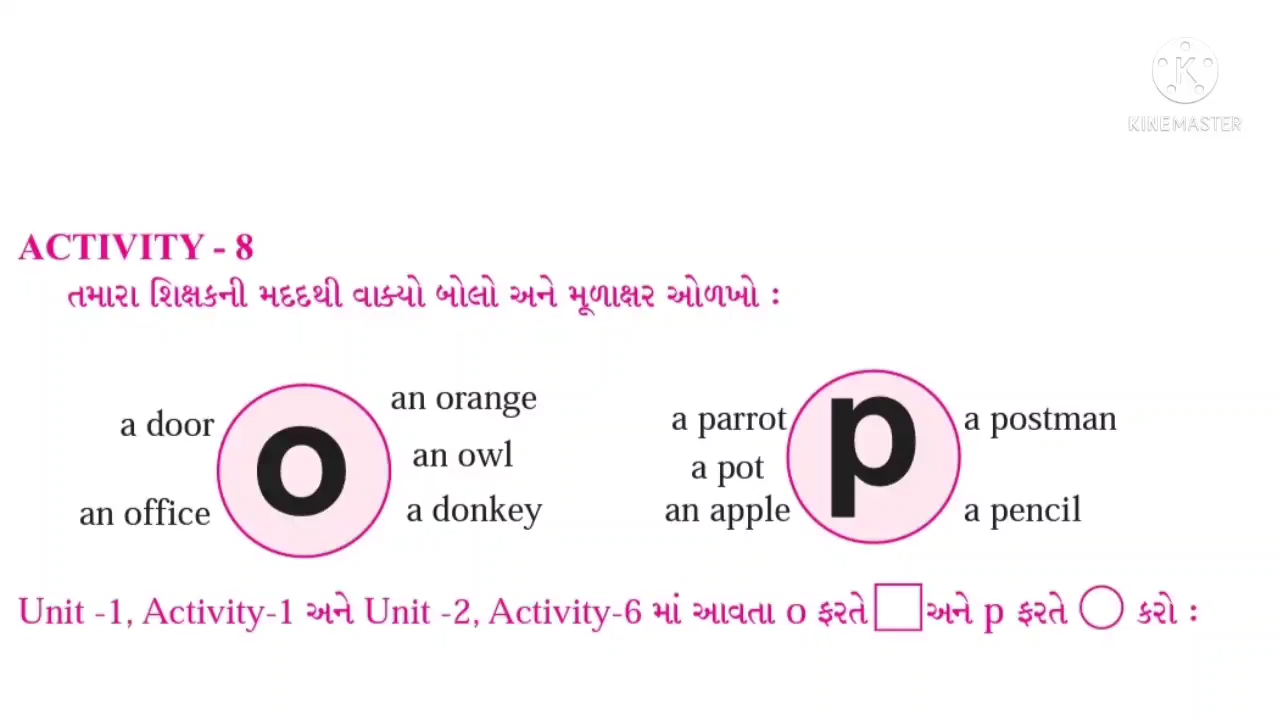 KINEMASTER
ACTIVITY - 8
તમારા શિક્ષકની મદદથી વાક્યો બોલો અને મૂળાક્ષર ઓળખો :
a door
an office
o
an orange
an owl
a donkey
a parrot
a pot
an apple
p
a postman
a pencil
Unit -1, Activity-1 અને Unit -2, Activity-6 માં આવતા o ફરતે અને p ફરતે કરો :